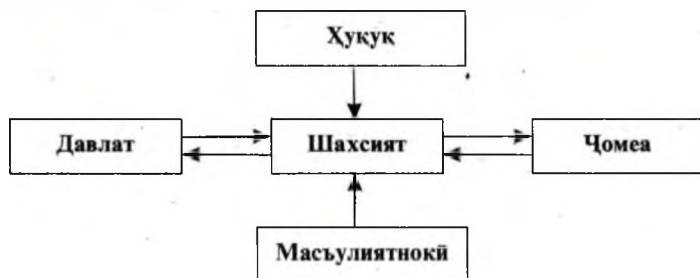 Ҳуқуқ
Давлат
Шахсият
Ҷомеа
Масъулиятнокӣ